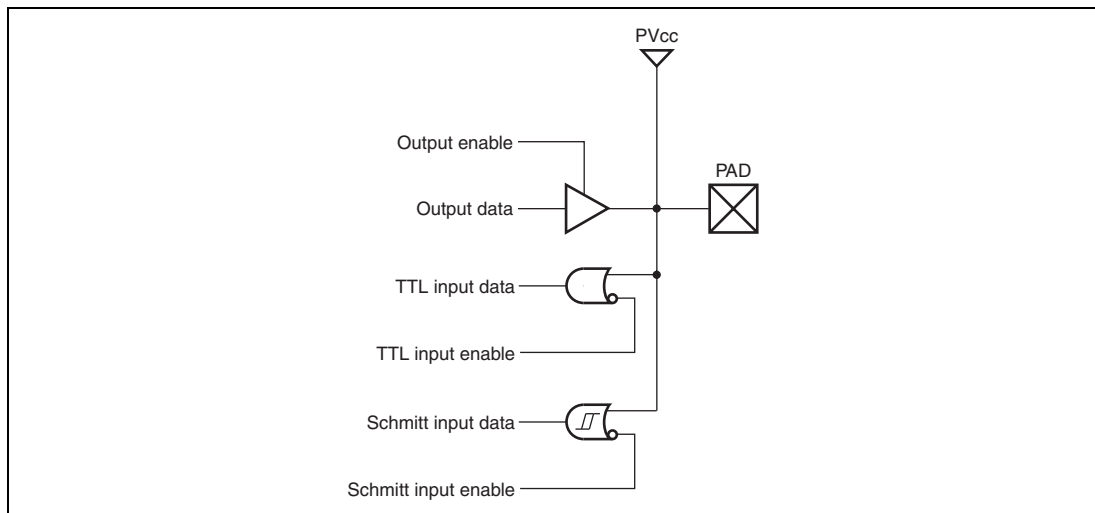 PVcc
Output enable
PAD
Output data
TTL input data
TTL input enable
Schmitt input data
Schmitt input enable